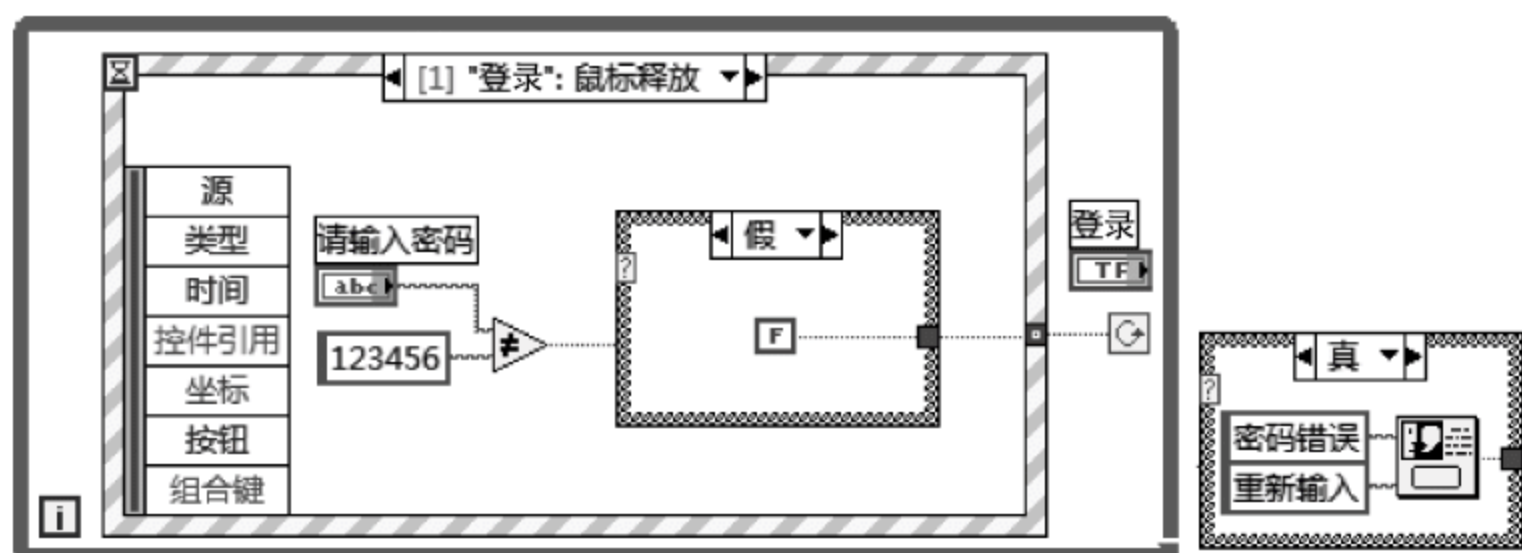 [1] "登录": 鼠标释放
源
类型
时间
控件引用
坐标
按钮
组合键
请输入密码
abc
123456
≠
?
假
F
登录
TF
i
真
?
密码错误
重新输入